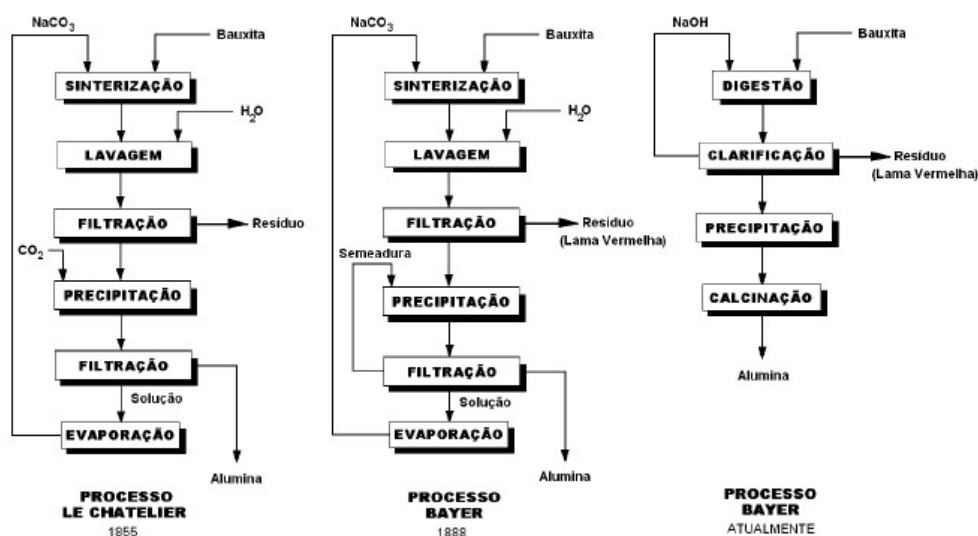 NaCO3
Bauxita
SINTERIZAÇÃO
H2O
LAVAGEM
FILTRAÇÃO
Resíduo
CO2
PRECIPITAÇÃO
FILTRAÇÃO
Solução
EVAPORAÇÃO
Alumina
PROCESSO
LE CHATELIER
1855
NaCO3
Bauxita
SINTERIZAÇÃO
H2O
LAVAGEM
FILTRAÇÃO
Resíduo
(Lama Vermelha)
Semeadura
PRECIPITAÇÃO
FILTRAÇÃO
Solução
EVAPORAÇÃO
Alumina
PROCESSO
BAYER
1888
NaOH
Bauxita
DIGESTÃO
CLARIFICAÇÃO
Resíduo
(Lama Vermelha)
PRECIPITAÇÃO
CALCINAÇÃO
Alumina
PROCESSO
BAYER
ATUALMENTE